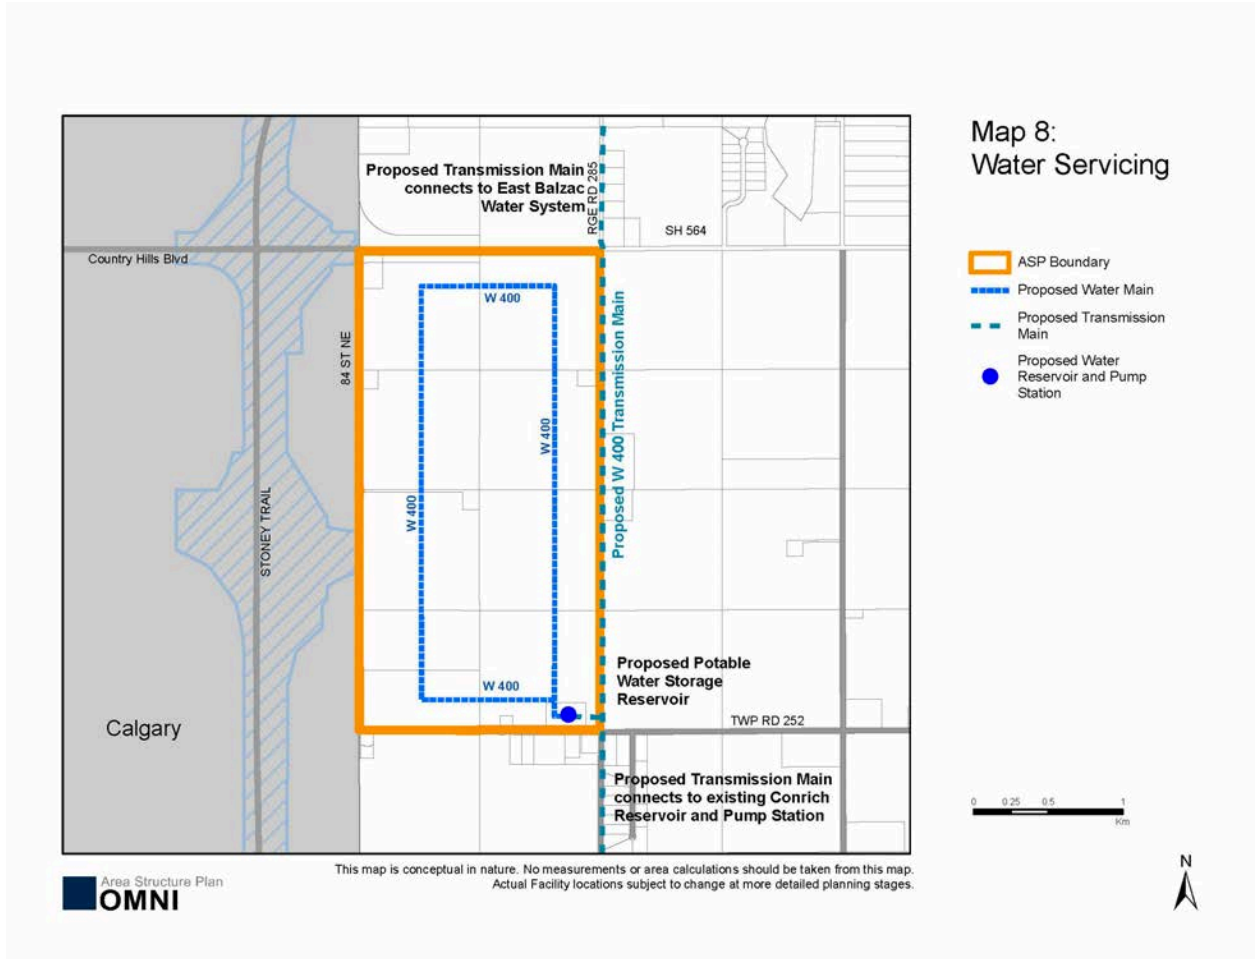 Map 8:
Water Servicing
Proposed Transmission Main
connects to East Balzac
Water System
RGE RD 285
SH 564
Country Hills Blvd
ASP Boundary
Proposed Water Main
Proposed Transmission
Main
Proposed Water
Reservoir and Pump
Station
W 400
84 ST NE
Proposed W 400 Transmission Main
W 400
W 400
STONEY TRAIL
W 400
Proposed Potable
Water Storage
Reservoir
TWP RD 252
Calgary
Proposed Transmission Main
connects to existing Conrich
Reservoir and Pump Station
0 0.25 0.5 1
Km
N
This map is conceptual in nature. No measurements or area calculations should be taken from this map.
Actual Facility locations subject to change at more detailed planning stages.
Area Structure Plan
OMNI